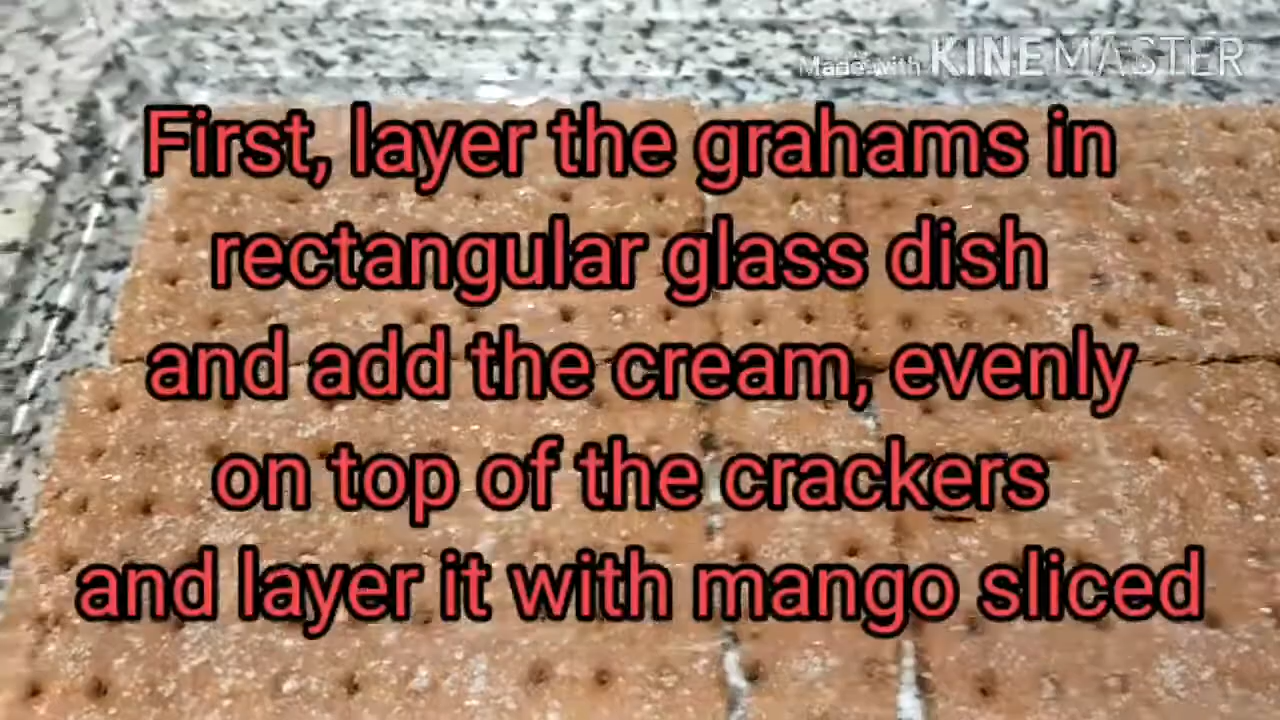 Made with KINEMASTER
First, layer the grahams in
rectangular glass dish
and add the cream, evenly
on top of the crackers
and layer it with mango sliced